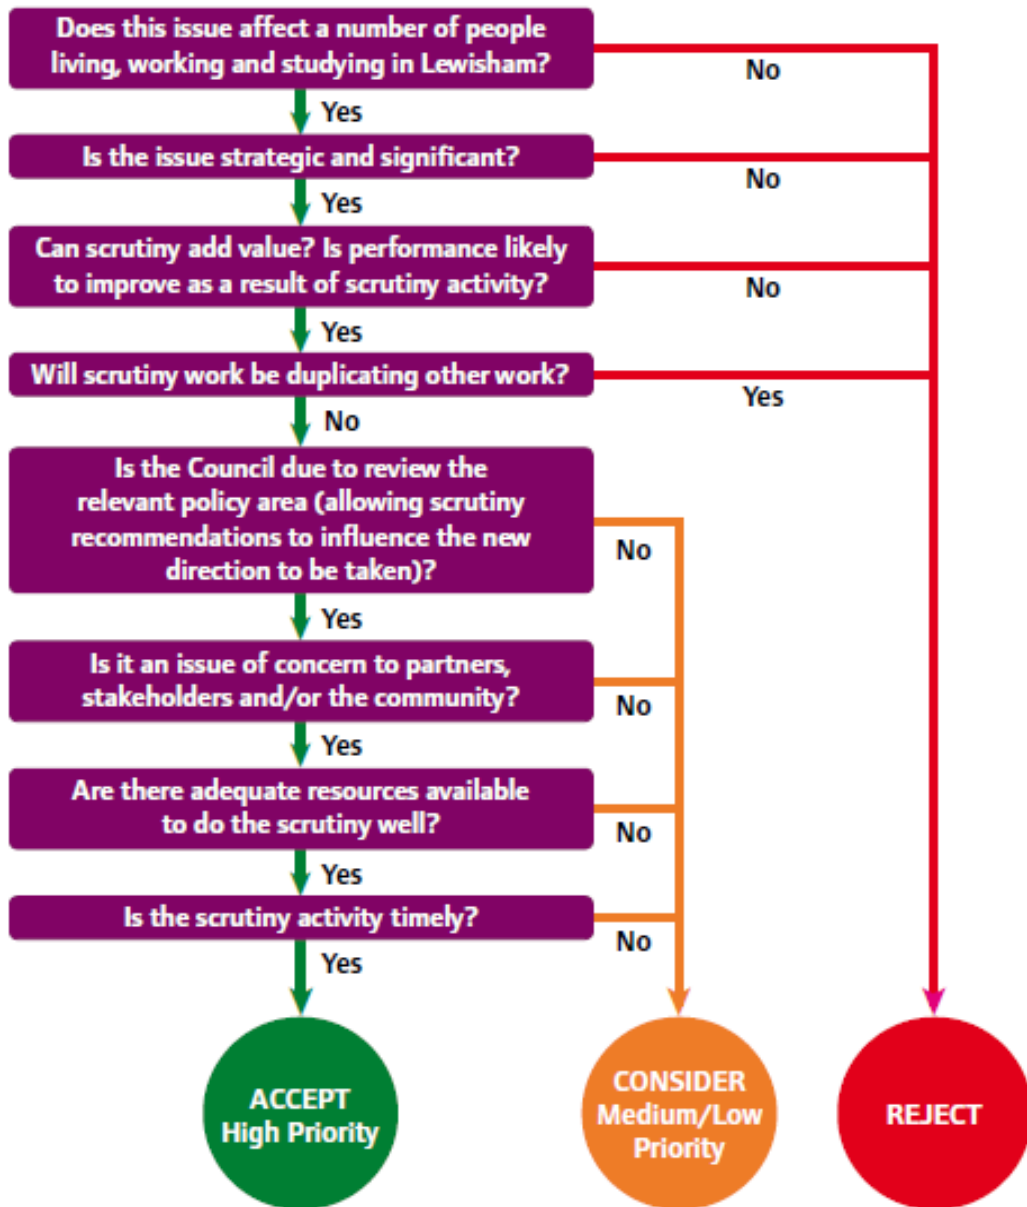 Does this issue affect a number of people
living, working and studying in Lewisham?
No
Yes
Is the issue strategic and significant?
No
Yes
Can scrutiny add value? Is performance likely
to improve as a result of scrutiny activity?
No
Yes
Will scrutiny work be duplicating other work?
Yes
No
Is the Council due to review the
relevant policy area (allowing scrutiny
recommendations to influence the new
direction to be taken)?
No
Yes
Is it an issue of concern to partners,
stakeholders and/or the community?
No
Yes
Are there adequate resources available
to do the scrutiny well?
No
Yes
Is the scrutiny activity timely?
No
Yes
ACCEPT
High Priority
CONSIDER
Medium/Low
Priority
REJECT